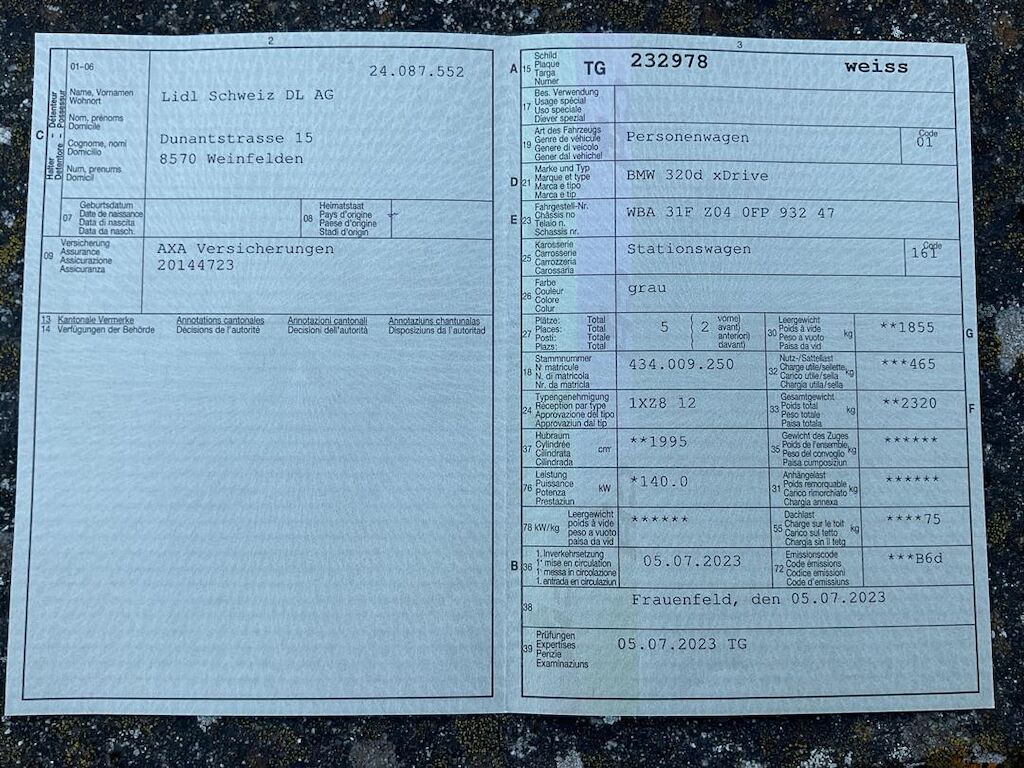 2
01-06
24.087.552
C
Halter - Détenteur
Detentore - Possessur
Name, Vornamen
Wohnort
Nom, prénoms
Domicile
Cognome, nomi
Domicilio
Num, prenums
Domicil
Lidl Schweiz DL AG
Dunantstrasse 15
8570 Weinfelden
07
Geburtsdatum
Date de naissance
Data di nascita
Data da nasch.
08
Heimatstaat
Pays d'origine
Paese d'origine
Stadi d'origin
09
Versicherung
Assurance
Assicurazione
Assicuranza
AXA Versicherungen
20144723
13 Kantonale Vermerke Annotations cantonales Annotazioni cantonali Annotaziuns chantunalas
14 Verfügungen der Behörde Décisions de l'autorité Decisioni dell'autorità Disposiziuns da l'autoritad
3
A 15
Schild
Plaque
Targa
Numer
TG 232978 weiss
17
Bes. Verwendung
Usage spécial
Uso speciale
Diever spezial
19
Art des Fahrzeugs
Genre de véhicule
Genere di veicolo
Gener dal vehichel
Personenwagen
Code
01
D 21
Marke und Typ
Marque et type
Marca e tipo
Marca e tip
BMW 320d xDrive
E 23
Fahrgestell-Nr.
Châssis no
Telaio n.
Schassis nr.
WBA 31F Z04 0FP 932 47
25
Karosserie
Carrosserie
Carrozzeria
Carossaria
Stationswagen
Code
161
26
Farbe
Couleur
Colore
Colur
grau
27
Plätze: Total
Places: Total
Posti: Totale
Plazs: Total
5 ( 2
vorne)
avant)
anteriori)
davant)
30
Leergewicht
Poids à vide
Peso a vuoto
Paisa da vid
kg
**1855
G
18
Stammnummer
N° matricule
N. di matricola
Nr. da matricla
434.009.250
32
Nutz-/Sattellast
Charge utile/sellette
Carico utile/sella
Chargia utila/sella
kg
***465
24
Typengenehmigung
Réception par type
Approvazione del tipo
Approvaziun dal tip
1XZ8 12
33
Gesamtgewicht
Poids total
Peso totale
Paisa totala
kg
**2320
F
37
Hubraum
Cylindrée
Cilindrata
Cilindrada
cm³
**1995
35
Gewicht des Zuges
Poids de l'ensemble
Peso del convoglio
Paisa cumposiziun
kg
******
76
Leistung
Puissance
Potenza
Prestaziun
kW
*140.0
31
Anhängelast
Poids remorquable
Carico rimorchiato
Chargia annexa
kg
******
78 kW/kg
Leergewicht
poids à vide
peso a vuoto
paisa da vid
******
55
Dachlast
Charge sur le toit
Carico sul tetto
Chargia sin il tetg
kg
****75
B 36
1. Inverkehrsetzung
1re mise en circulation
1a messa in circolazione
1. entrada en circulaziun
05.07.2023
72
Emissionscode
Code émissions
Codice emissioni
Code d'emissiuns
***B6d
38
Frauenfeld, den 05.07.2023
39
Prüfungen
Expertises
Perizie
Examinaziuns
05.07.2023 TG